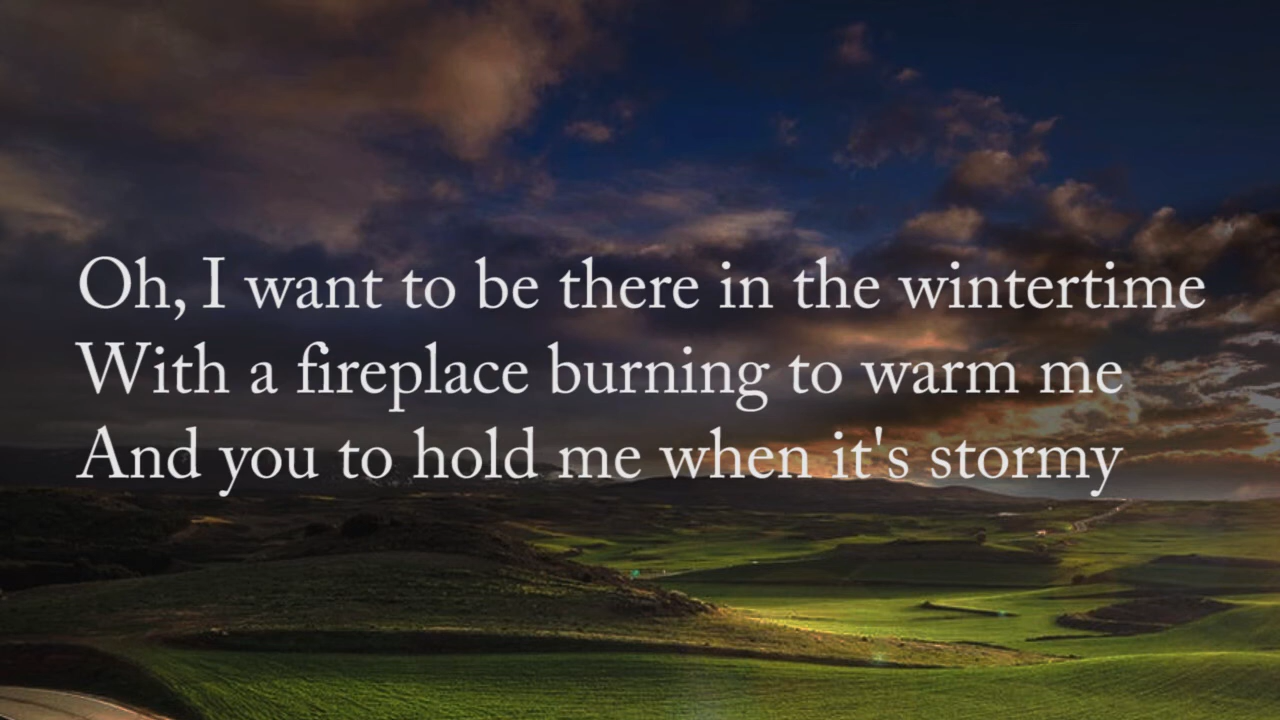 Oh, I want to be there in the wintertime
With a fireplace burning to warm me
And you to hold me when it's stormy